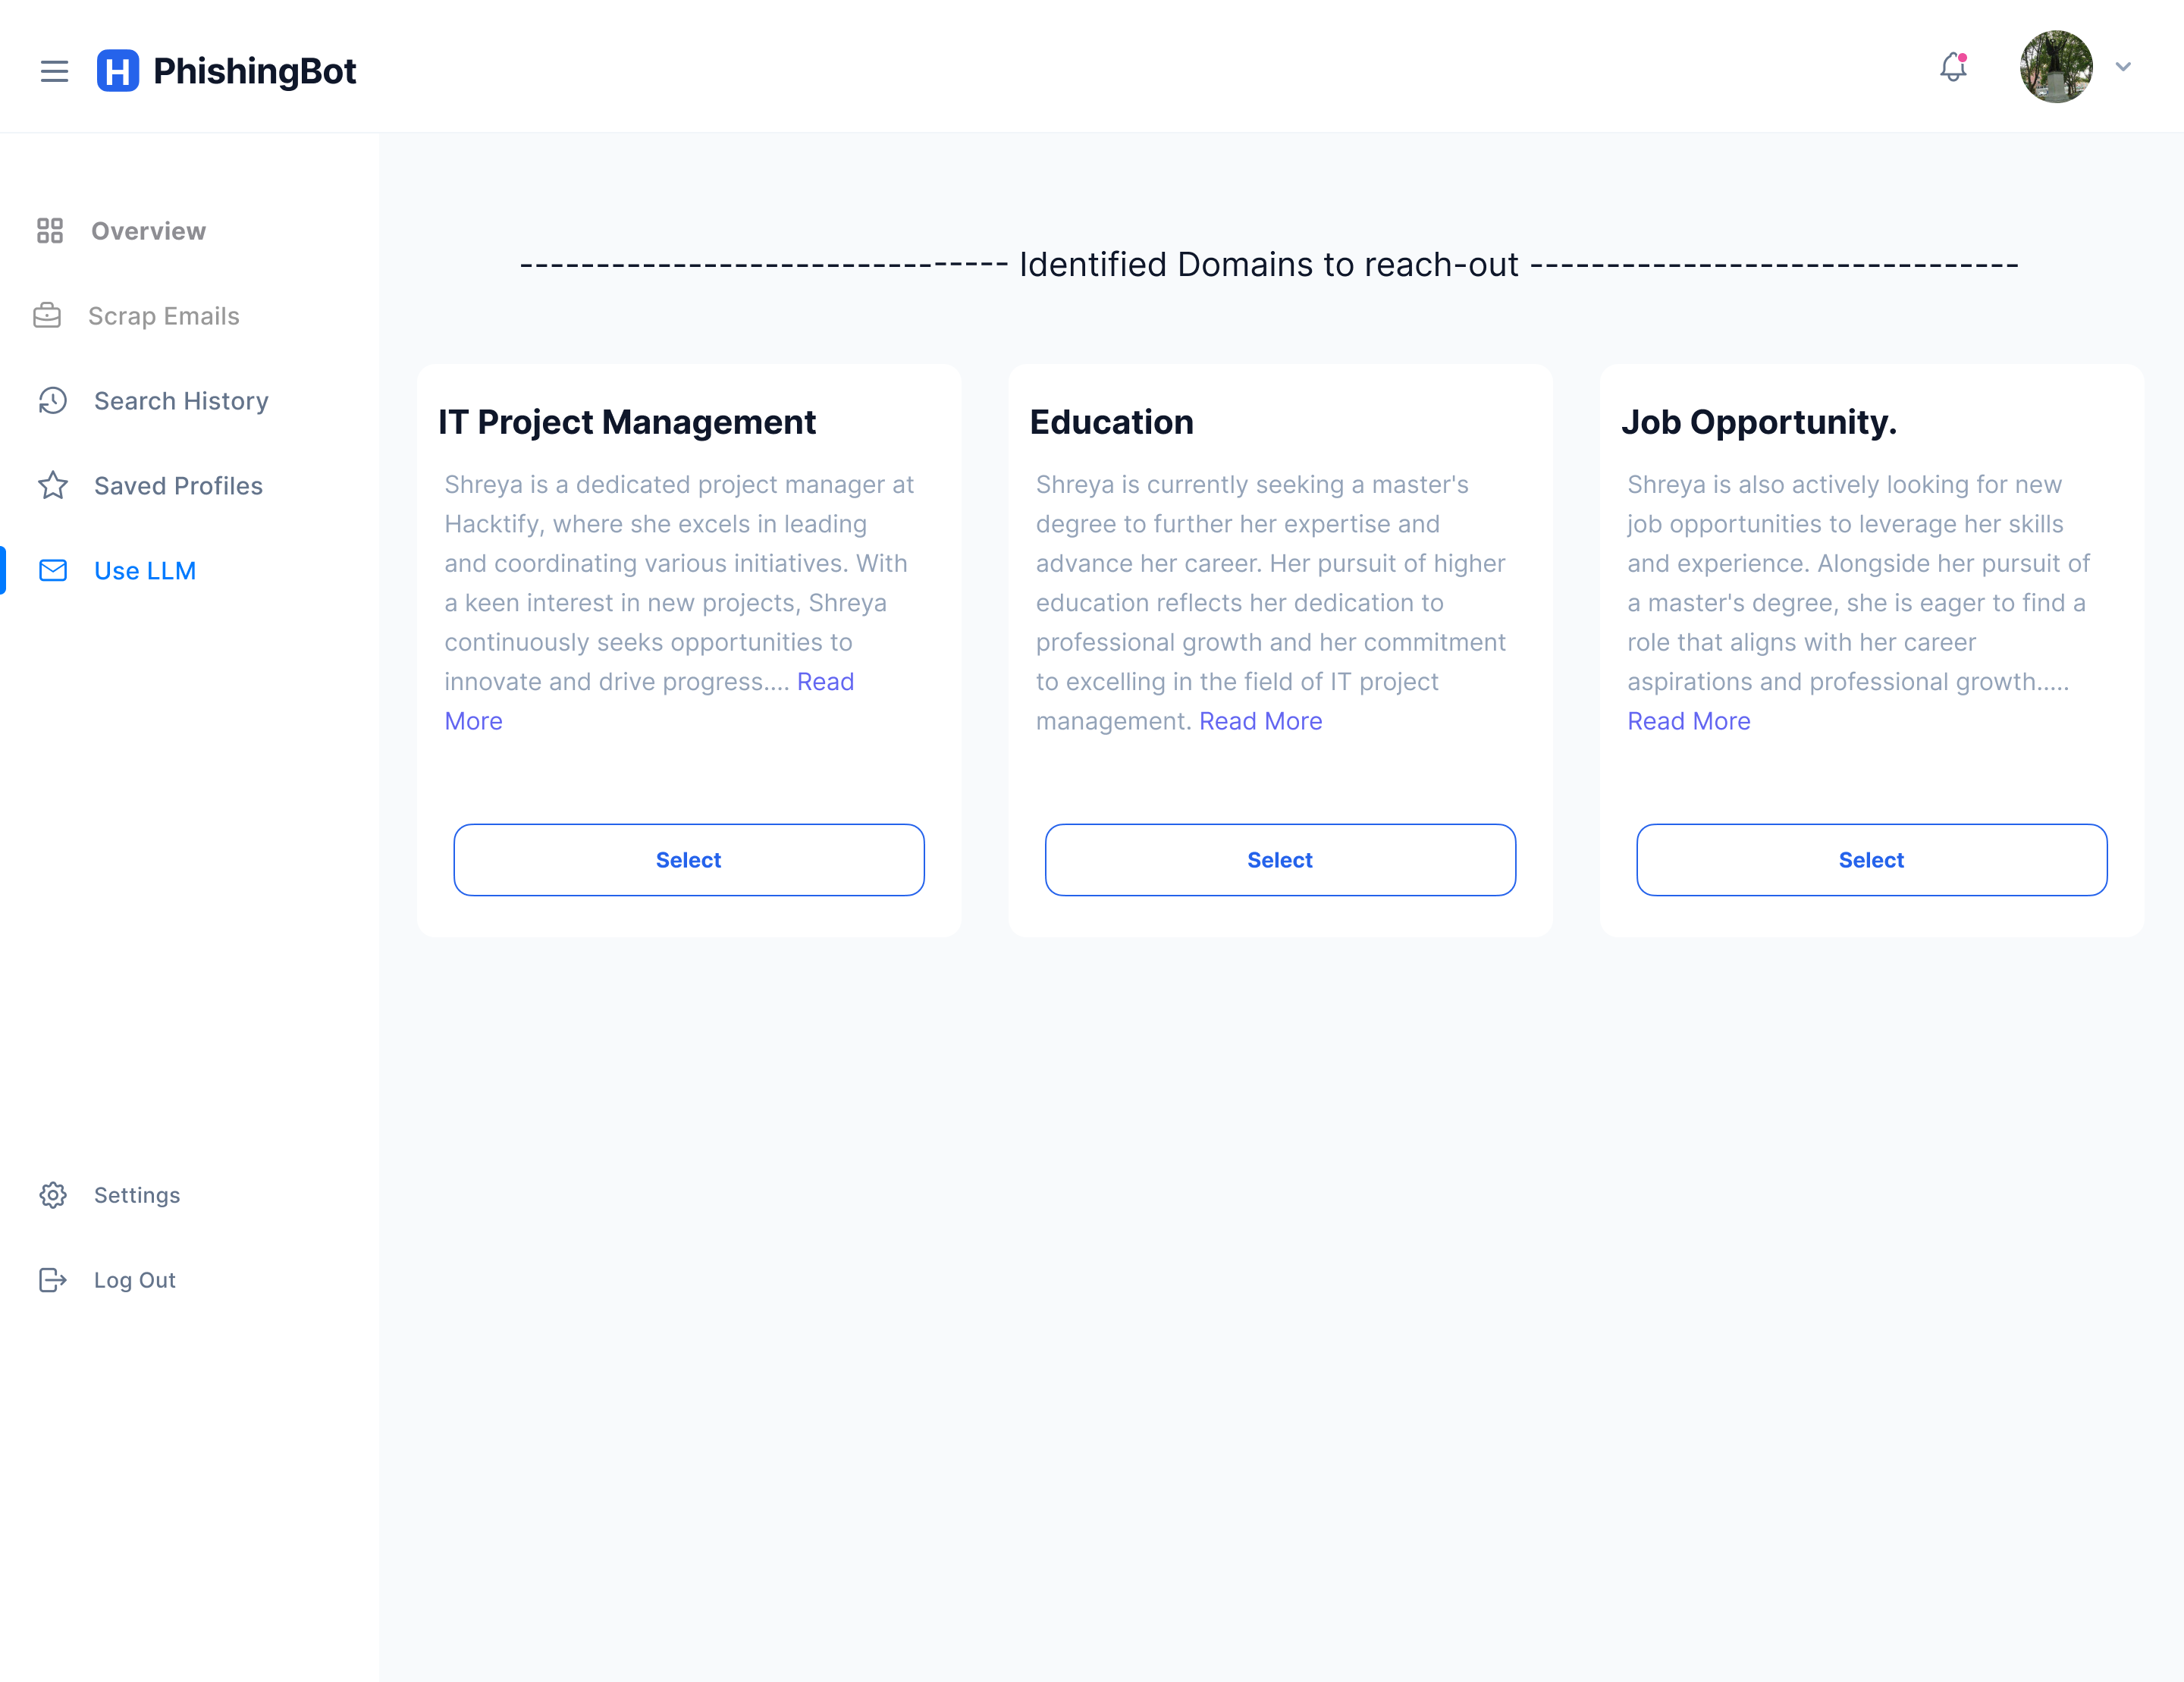 H PhishingBot
Overview
Scrap Emails
Search History
Saved Profiles
Use LLM
Settings
Log Out
-------------------------------- Identified Domains to reach-out --------------------------------
IT Project Management
Shreya is a dedicated project manager at
Hacktify, where she excels in leading
and coordinating various initiatives. With
a keen interest in new projects, Shreya
continuously seeks opportunities to
innovate and drive progress.... Read
More
Select
Education
Shreya is currently seeking a master's
degree to further her expertise and
advance her career. Her pursuit of higher
education reflects her dedication to
professional growth and her commitment
to excelling in the field of IT project
management. Read More
Select
Job Opportunity.
Shreya is also actively looking for new
job opportunities to leverage her skills
and experience. Alongside her pursuit of
a master's degree, she is eager to find a
role that aligns with her career
aspirations and professional growth.....
Read More
Select